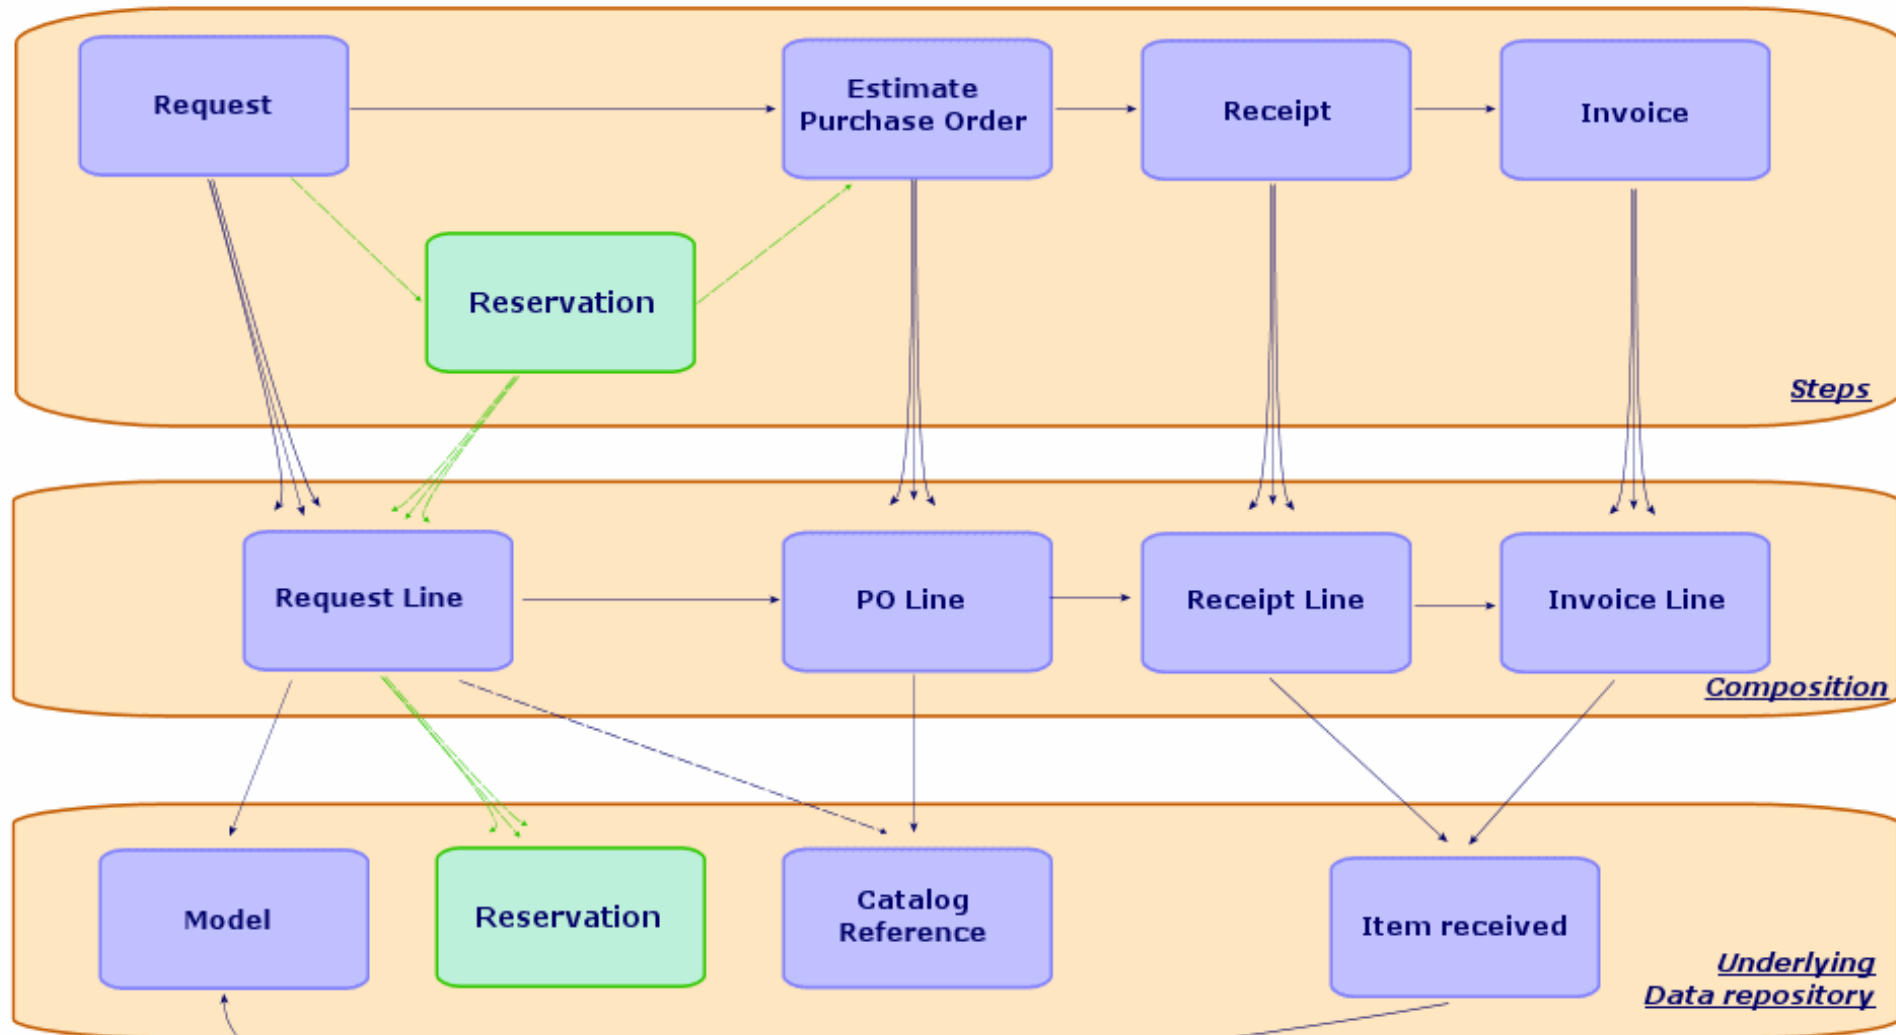 Request
Estimate
Purchase Order
Receipt
Invoice
Reservation
Steps
Request Line
PO Line
Receipt Line
Invoice Line
Composition
Model
Reservation
Catalog
Reference
Item received
Underlying
Data repository